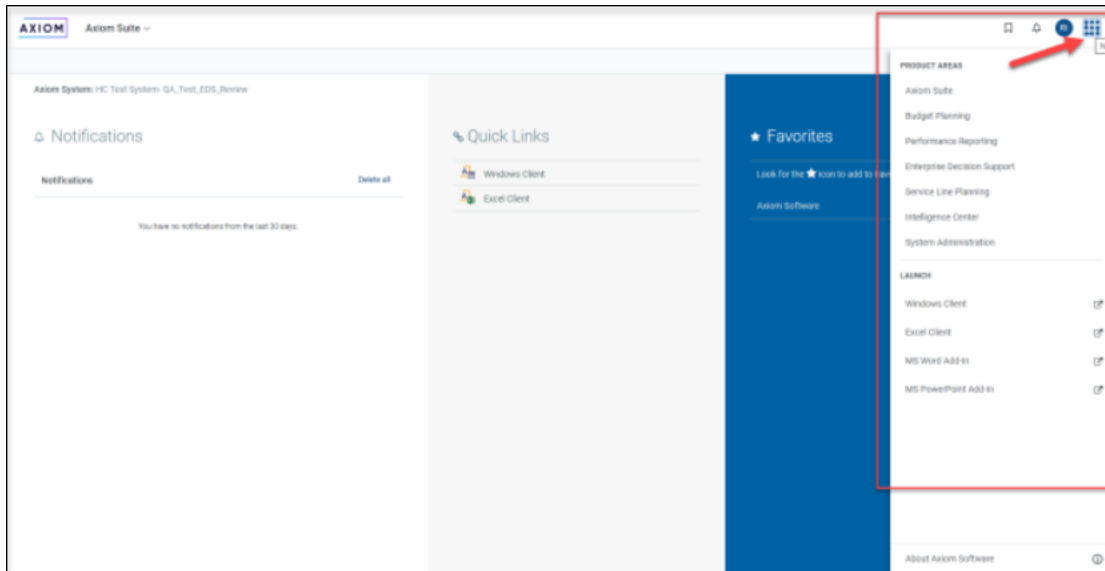 AXIOM Axiom Suite
N
Axiom System: HC Test System- QA_Test_EDS_Review
Notifications
Notifications Delete all
You have no notifications from the last 30 days.
Quick Links
Windows Client
Excel Client
Favorites
Look for the icon to add to
Axiom Software
PRODUCT AREAS
Axiom Suite
Budget Planning
Performance Reporting
Enterprise Decision Support
Service Line Planning
Intelligence Center
System Administration
LAUNCH
Windows Client
Excel Client
MS Word Add-In
MS PowerPoint Add-In
About Axiom Software